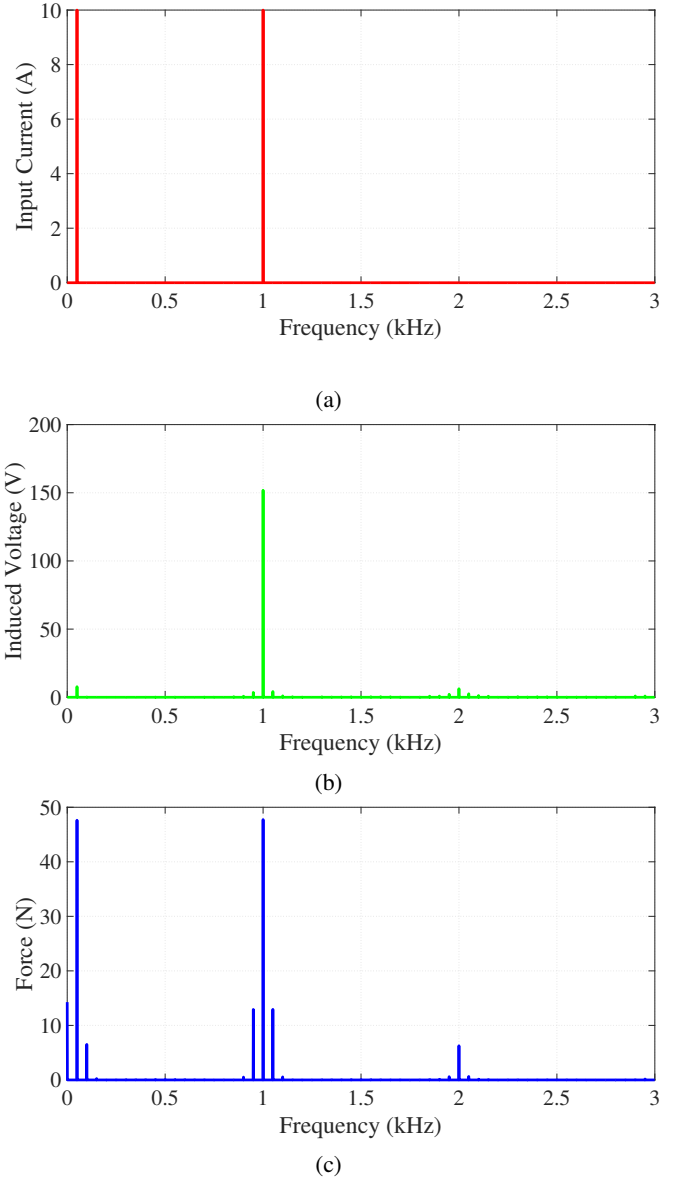 10
8
6
4
2
0
Input Current (A)
0 0.5 1 1.5 2 2.5 3
Frequency (kHz)
(a)
200
150
100
50
0
Induced Voltage (V)
0 0.5 1 1.5 2 2.5 3
Frequency (kHz)
(b)
50
40
30
20
10
0
Force (N)
0 0.5 1 1.5 2 2.5 3
Frequency (kHz)
(c)